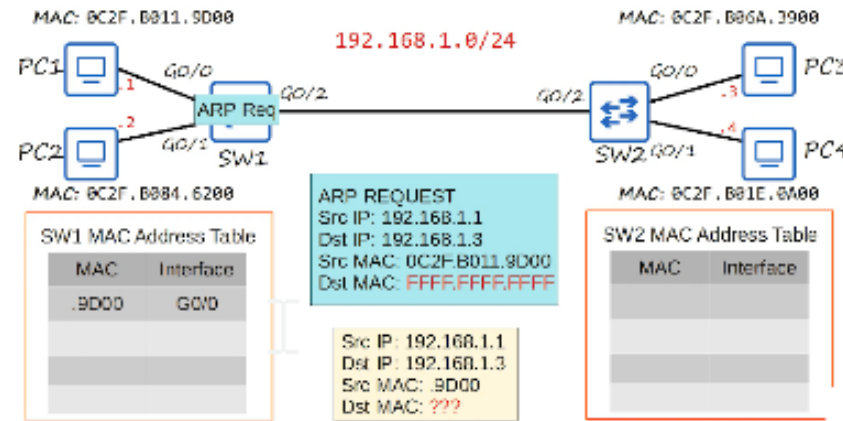 MAC: 0C2F.B011.9D00
MAC: 0C2F.B06A.3900
192.168.1.0/24
PC1
.1
G0/0
ARP Req
G0/2
G0/2
G0/0
.3
PC3
PC2
.2
G0/1
SW1
SW2
G0/1
.4
PC4
MAC: 0C2F.B084.6200
MAC: 0C2F.B01E.0A00
ARP REQUEST
Src IP: 192.168.1.1
Dst IP: 192.168.1.3
Src MAC: 0C2F.B011.9D00
Dst MAC: FFFF.FFFF.FFFF
SW1 MAC Address Table
MAC Interface
.9D00 G0/0
SW2 MAC Address Table
MAC Interface
Src IP: 192.168.1.1
Dst IP: 192.168.1.3
Src MAC: .9D00
Dst MAC: ???